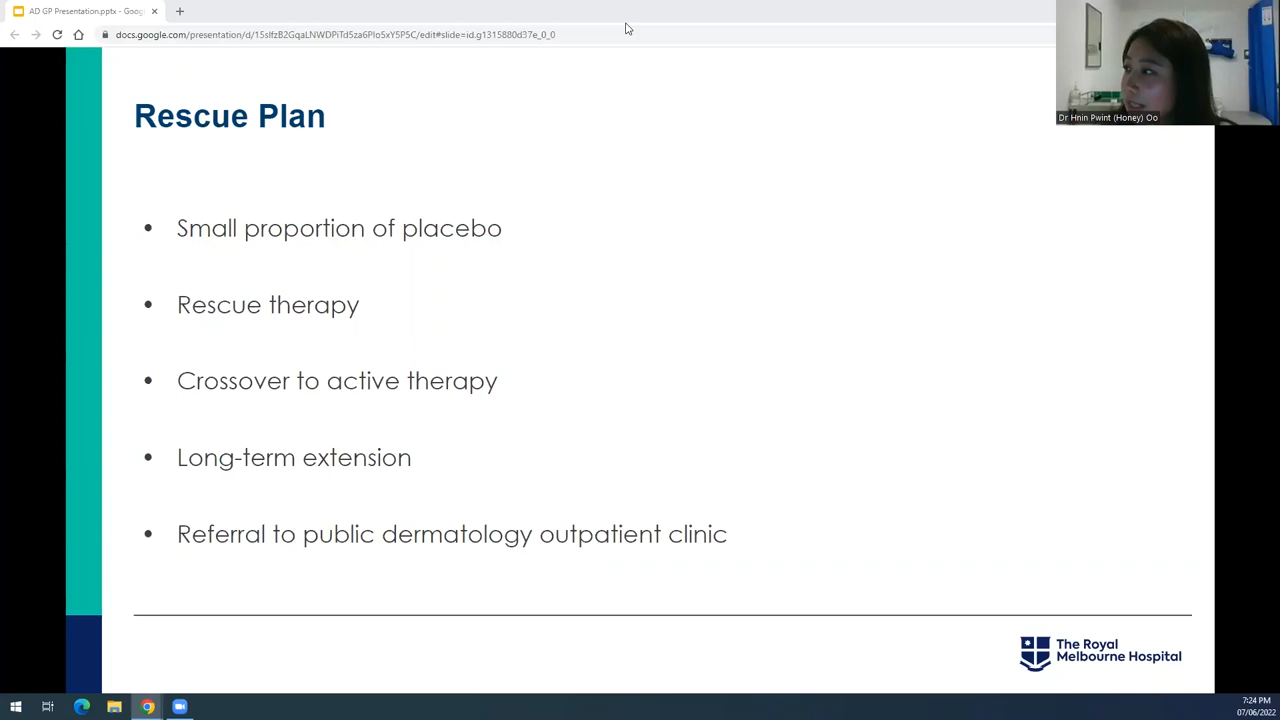 AD GP Presentation.pptx - Goog
docs.google.com/presentation/d/15slfzB2GqaLNWDPiTd5za6PIo5xY5P5C/edit#slide=id.g1315880d37e_0_0
Dr Hnin Pwint (Honey) Oo
Rescue Plan
• Small proportion of placebo
• Rescue therapy
• Crossover to active therapy
• Long-term extension
• Referral to public dermatology outpatient clinic
The Royal
Melbourne Hospital
7:24 PM
07/06/2022